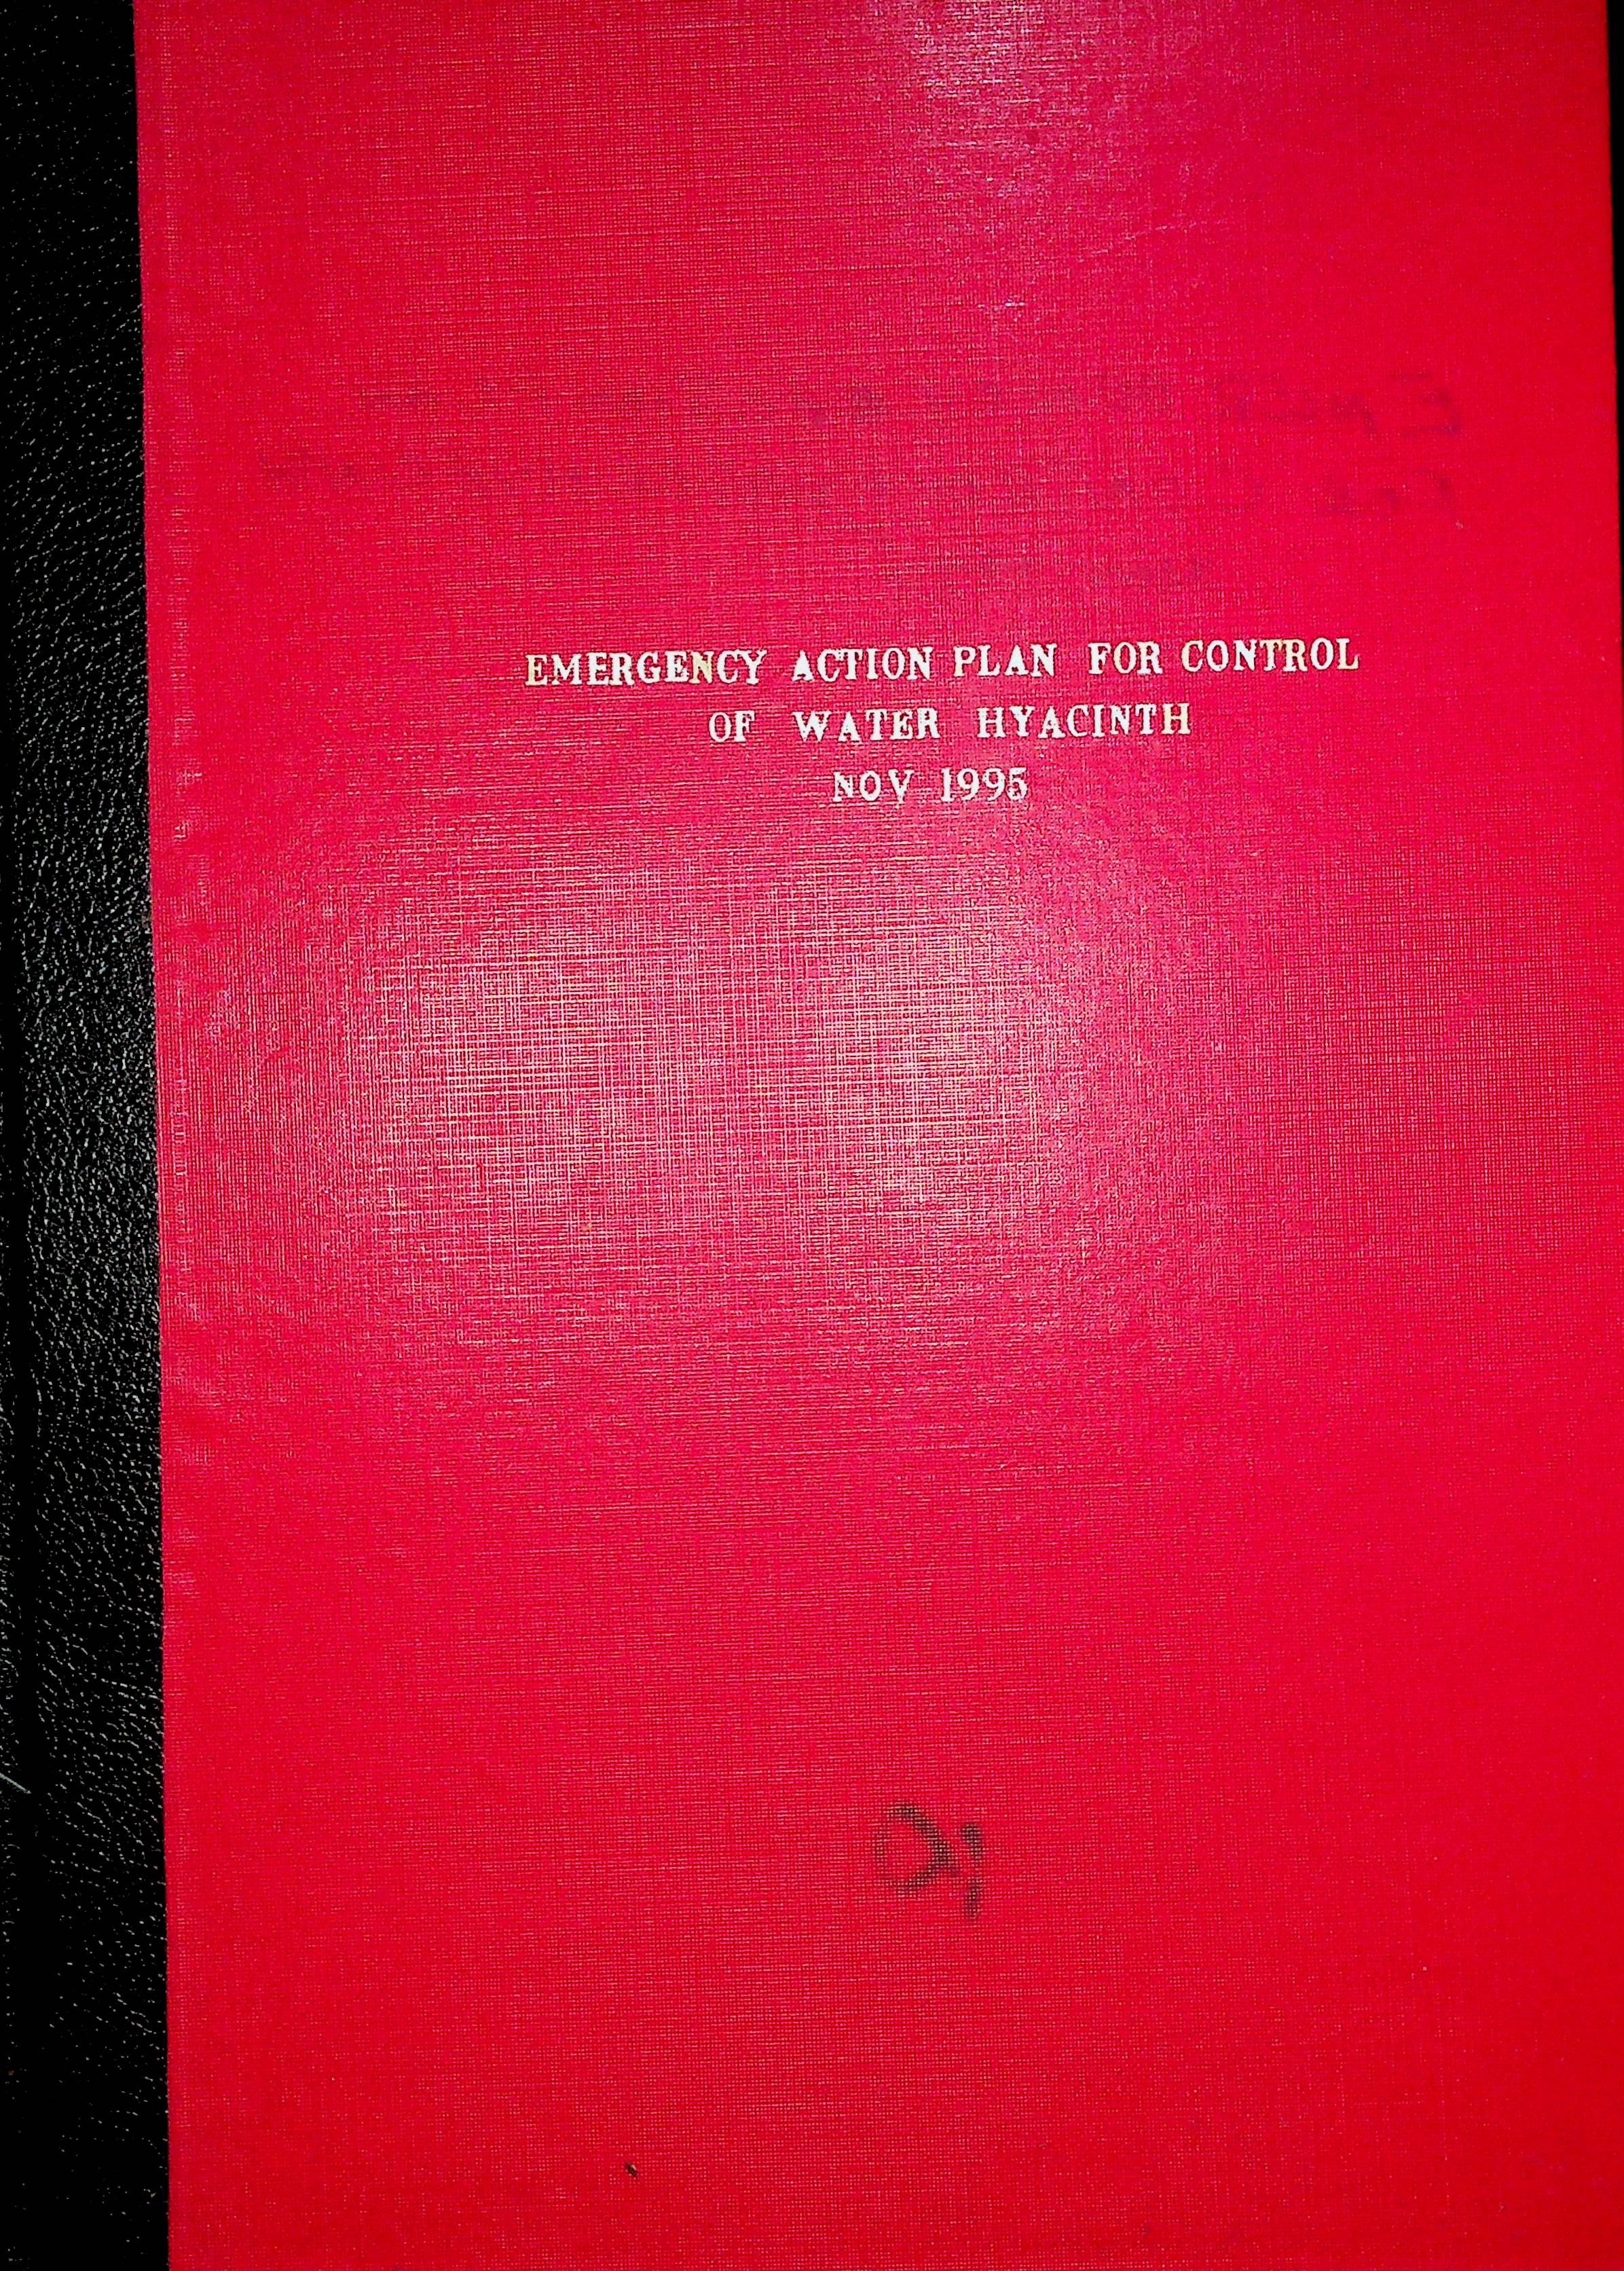 EMERGENCY ACTION PLAN FOR CONTROL
OF WATER HYACINTH
NOV 1995